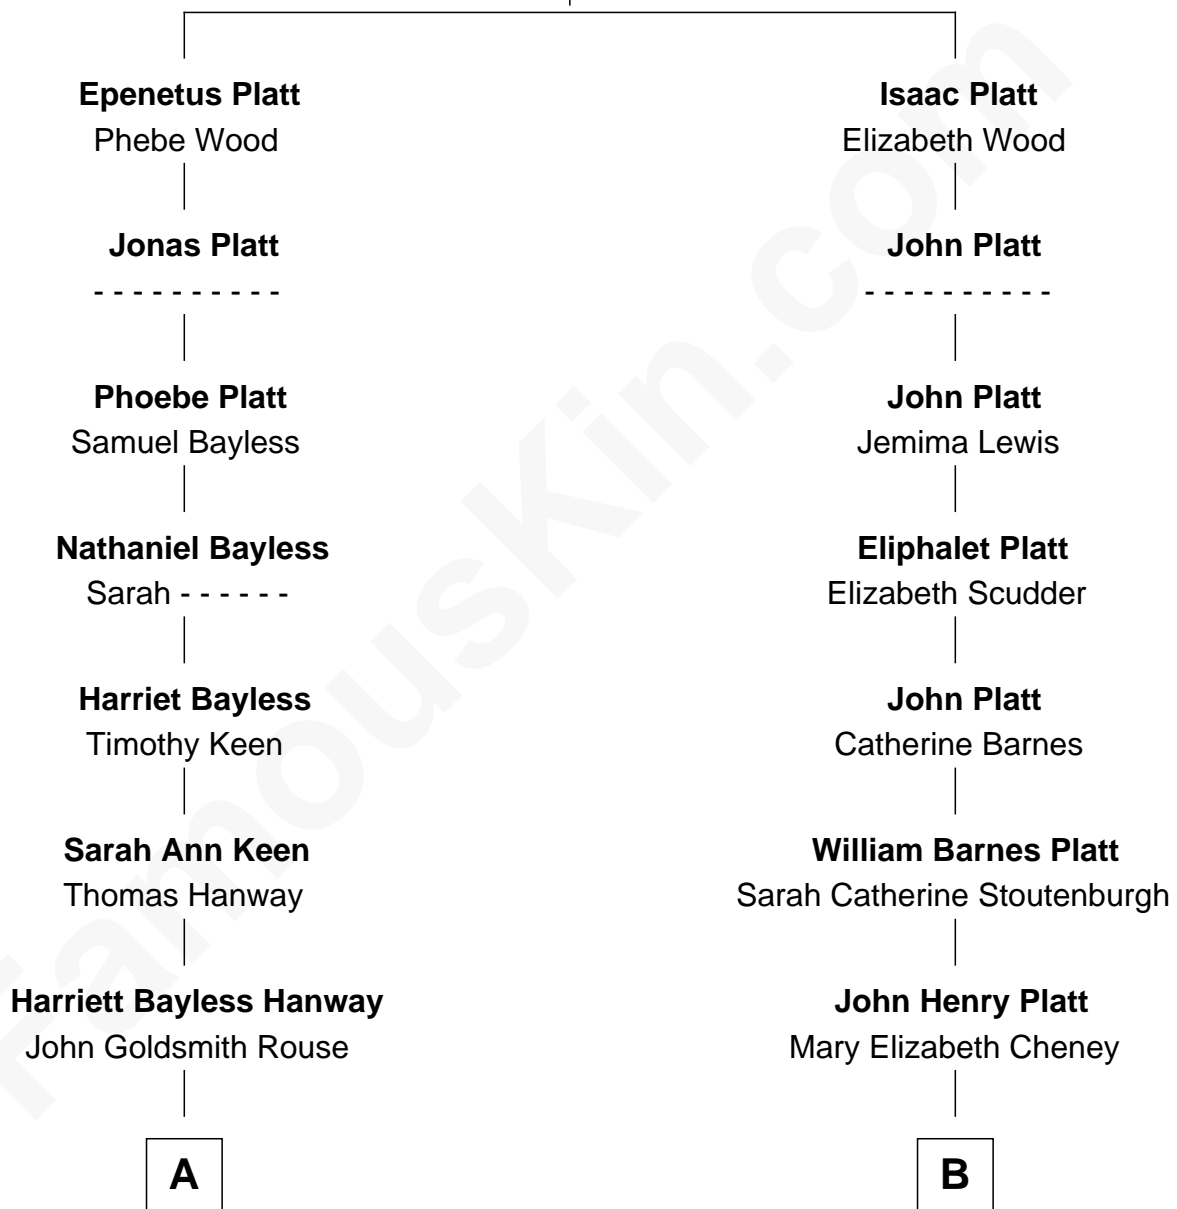 Epenetus Platt
Phebe Wood
Jonas Platt
- - - - - - - - - -
Phoebe Platt
Samuel Bayless
Nathaniel Bayless
Sarah - - - - - -
Harriet Bayless
Timothy Keen
Sarah Ann Keen
Thomas Hanway
Harriett Bayless Hanway
John Goldsmith Rouse
A
Isaac Platt
Elizabeth Wood
John Platt
- - - - - - - - - -
John Platt
Jemima Lewis
Eliphalet Platt
Elizabeth Scudder
John Platt
Catherine Barnes
William Barnes Platt
Sarah Catherine Stoutenburgh
John Henry Platt
Mary Elizabeth Cheney
B
FamousKin.com